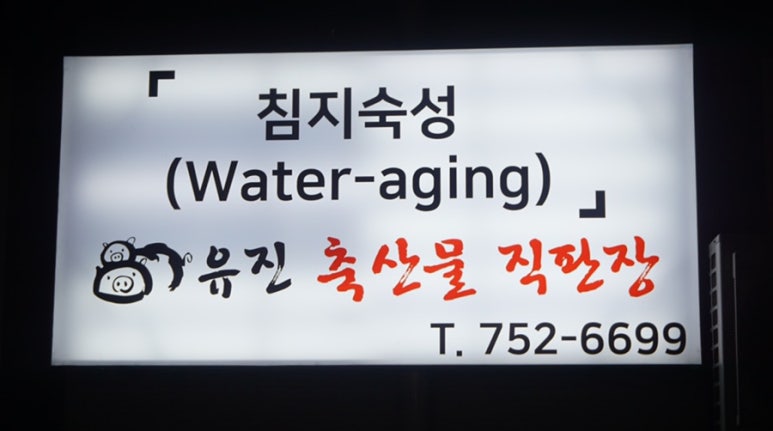 「침지숙성
(Water-aging)」
유진 축산물 직판장
T. 752-6699